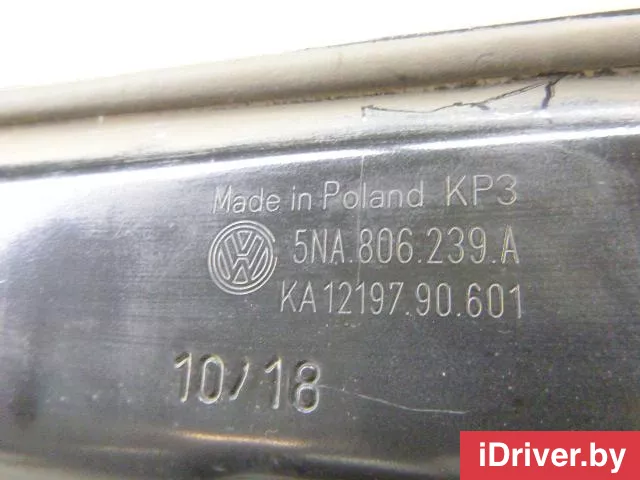 Made in Poland KP3
5NA.806.239.A
KA12197.90.601
10/18
iDriver.by